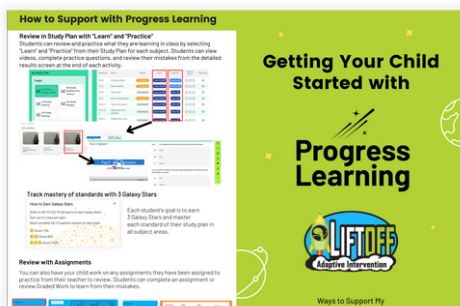 How to Support with Progress Learning
Review in Study Plan with "Learn" and "Practice"
Students can review and practice what they are learning in class by selecting
"Learn" and "Practice" from their Study Plan for each subject. Students can view
videos, complete practice questions, and review their mistakes from the detailed
results screen at the end of each activity.
Track mastery of standards with 3 Galaxy Stars
How to Earn Galaxy Stars
Each student's goal is to earn
3 Galaxy Stars and master
each standard of their study plan in
all subject areas.
Review with Assignments
You can also have your child work on any assignments they have been assigned to
practice from their teacher to review. Students can complete an assignment or
review Graded Work to learn from their mistakes.
Getting Your Child
Started with
Progress
Learning
LIFTOFF
Adaptive Intervention
Ways to Support My